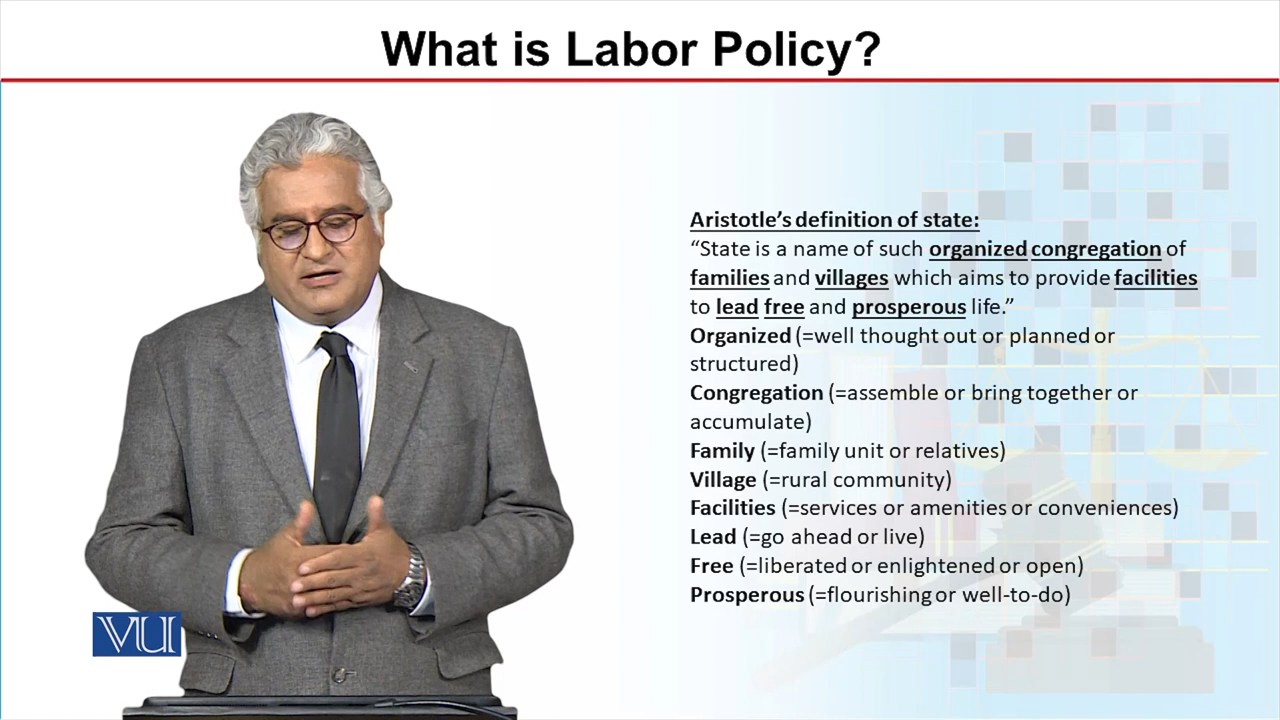 What is Labor Policy?
Aristotle’s definition of state:
“State is a name of such organized congregation of
families and villages which aims to provide facilities
to lead free and prosperous life.”
Organized (=well thought out or planned or
structured)
Congregation (=assemble or bring together or
accumulate)
Family (=family unit or relatives)
Village (=rural community)
Facilities (=services or amenities or conveniences)
Lead (=go ahead or live)
Free (=liberated or enlightened or open)
Prosperous (=flourishing or well-to-do)
VU